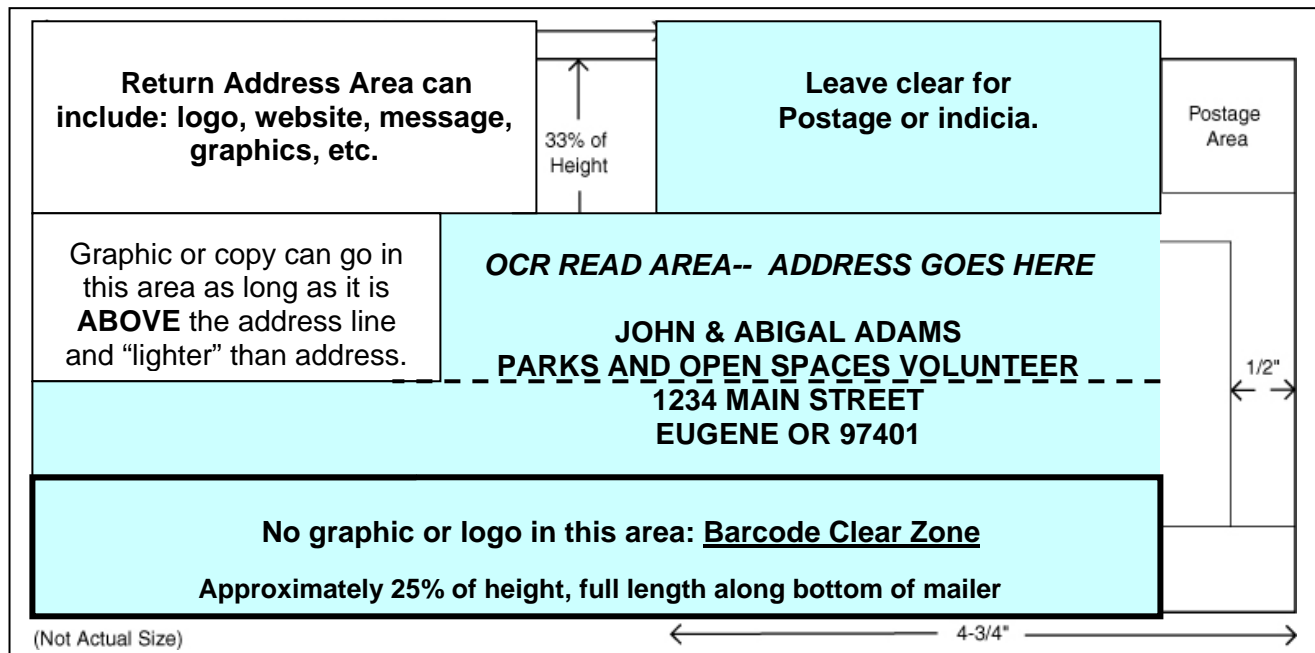 Return Address Area can
include: logo, website, message,
graphics, etc.
33% of
Height
Leave clear for
Postage or indicia.
Postage
Area
Graphic or copy can go in
this area as long as it is
ABOVE the address line
and “lighter” than address.
OCR READ AREA-- ADDRESS GOES HERE
JOHN & ABIGAL ADAMS
PARKS AND OPEN SPACES VOLUNTEER
1234 MAIN STREET
EUGENE OR 97401
1/2"
No graphic or logo in this area: Barcode Clear Zone
Approximately 25% of height, full length along bottom of mailer
(Not Actual Size)
4-3/4"